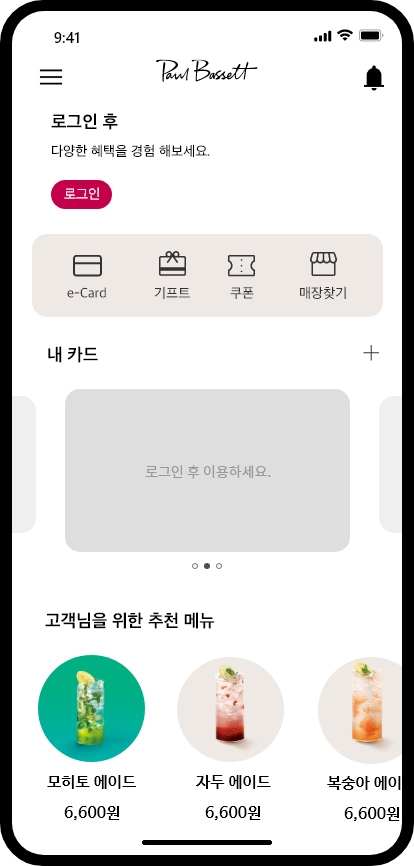 9:41
Paul Bassett
로그인 후
다양한 혜택을 경험 해보세요.
로그인
e-Card 기프트 쿠폰 매장찾기
내 카드
로그인 후 이용하세요.
고객님을 위한 추천 메뉴
모히토 에이드 자두 에이드 복숭아 에이
6,600원 6,600원 6,600원